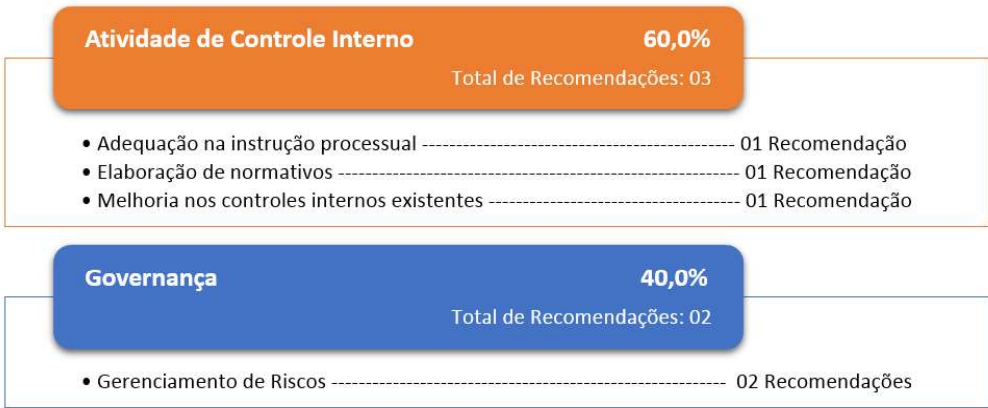 Atividade de Controle Interno 60,0%
Total de Recomendações: 03
• Adequação na instrução processual ---------------------------------------------- 01 Recomendação
• Elaboração de normativos ----------------------------------------------------------- 01 Recomendação
• Melhoria nos controles internos existentes ------------------------------------- 01 Recomendação
Governança 40,0%
Total de Recomendações: 02
• Gerenciamento de Riscos ---------------------------------------------------------- 02 Recomendações